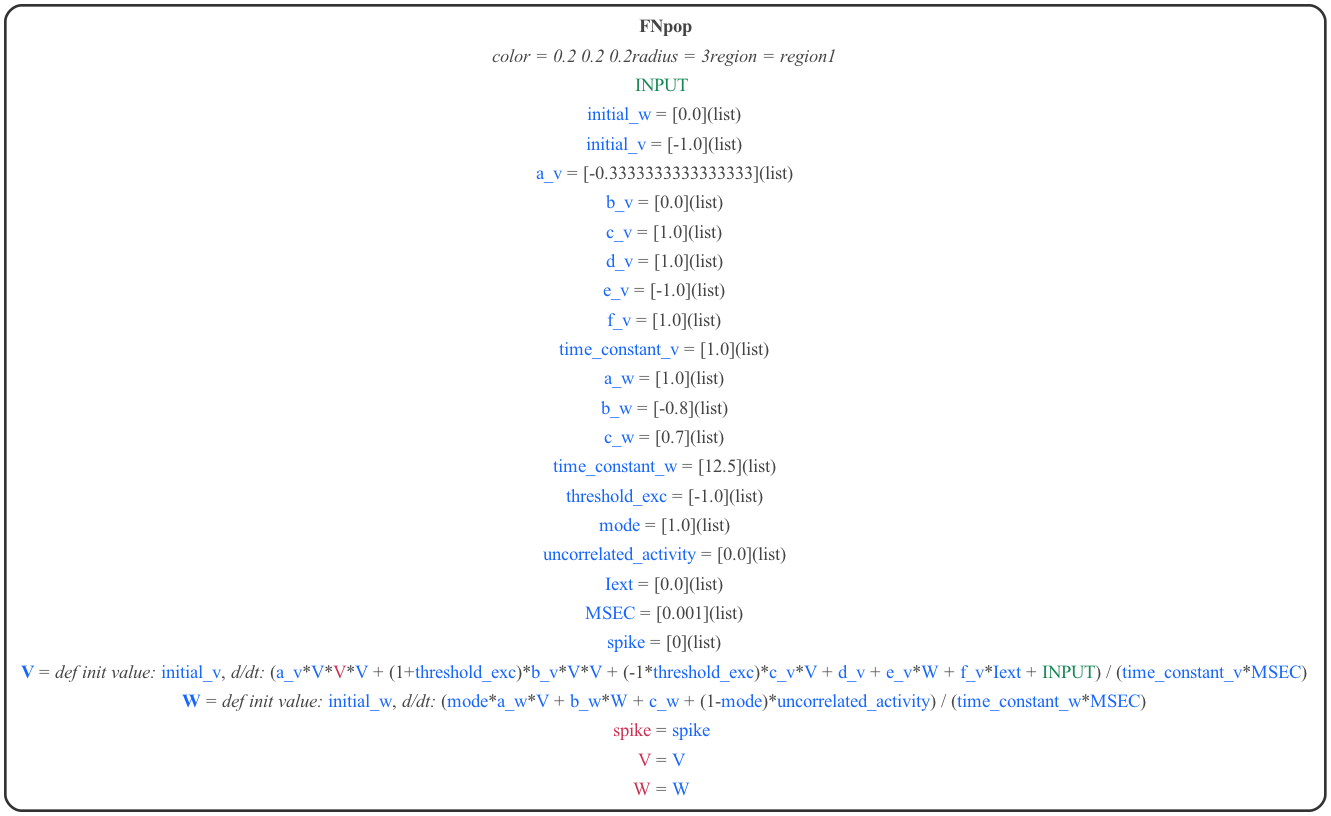 FNpop
color = 0.2 0.2 0.2radius = 3region = region1
INPUT
initial_w = [0.0](list)
initial_v = [-1.0](list)
a_v = [-0.3333333333333333](list)
b_v = [0.0](list)
c_v = [1.0](list)
d_v = [1.0](list)
e_v = [-1.0](list)
f_v = [1.0](list)
time_constant_v = [1.0](list)
a_w = [1.0](list)
b_w = [-0.8](list)
c_w = [0.7](list)
time_constant_w = [12.5](list)
threshold_exc = [-1.0](list)
mode = [1.0](list)
uncorrelated_activity = [0.0](list)
Iext = [0.0](list)
MSEC = [0.001](list)
spike = [0](list)
V = def init value: initial_v, d/dt: (a_v*V*V*V + (1+threshold_exc)*b_v*V*V + (-1*threshold_exc)*c_v*V + d_v + e_v*W + f_v*Iext + INPUT) / (time_constant_v*MSEC)
W = def init value: initial_w, d/dt: (mode*a_w*V + b_w*W + c_w + (1-mode)*uncorrelated_activity) / (time_constant_w*MSEC)
spike = spike
V = V
W = W